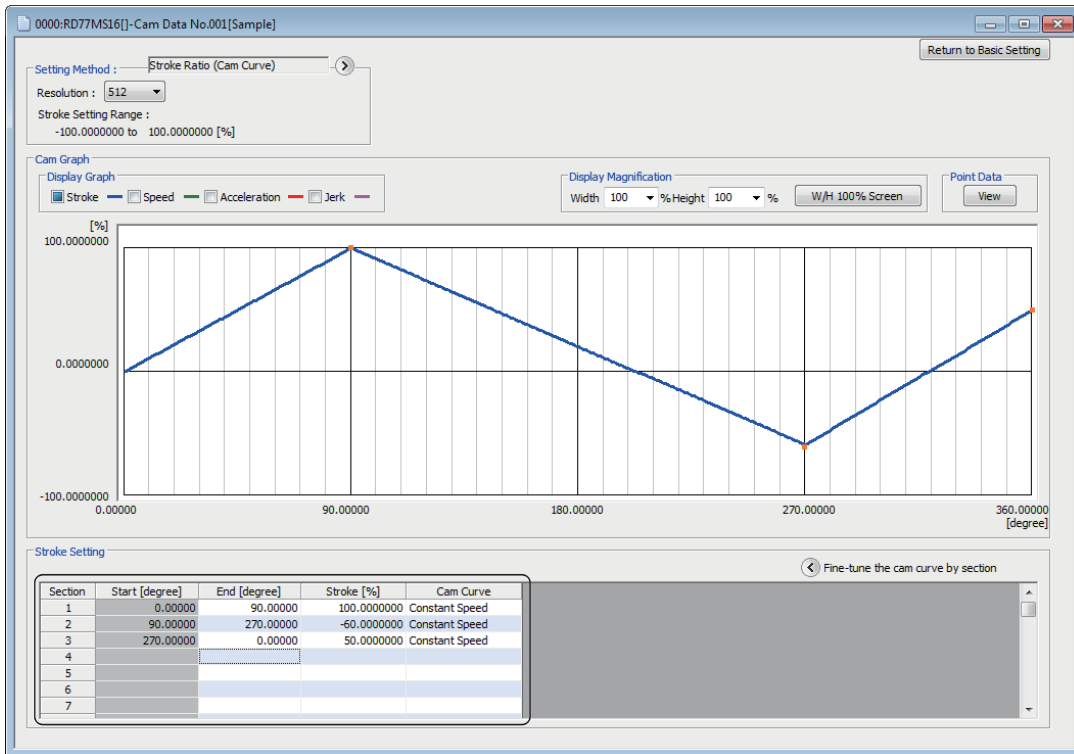 0000:RD77MS16[]-Cam Data No.001[Sample]
Return to Basic Setting
Setting Method : Stroke Ratio (Cam Curve)
Resolution : 512
Stroke Setting Range :
-100.0000000 to 100.0000000 [%]
Cam Graph
Display Graph
Stroke Speed Acceleration Jerk
Display Magnification
Width 100 % Height 100 % W/H 100% Screen
Point Data
View
[%]
100.0000000
0.0000000
-100.0000000
0.00000 90.00000 180.00000 270.00000 360.00000
[degree]
Stroke Setting
Fine-tune the cam curve by section
Section Start [degree] End [degree] Stroke [%] Cam Curve
1 0.00000 90.00000 100.0000000 Constant Speed
2 90.00000 270.00000 -60.0000000 Constant Speed
3 270.00000 0.00000 50.0000000 Constant Speed
4
5
6
7